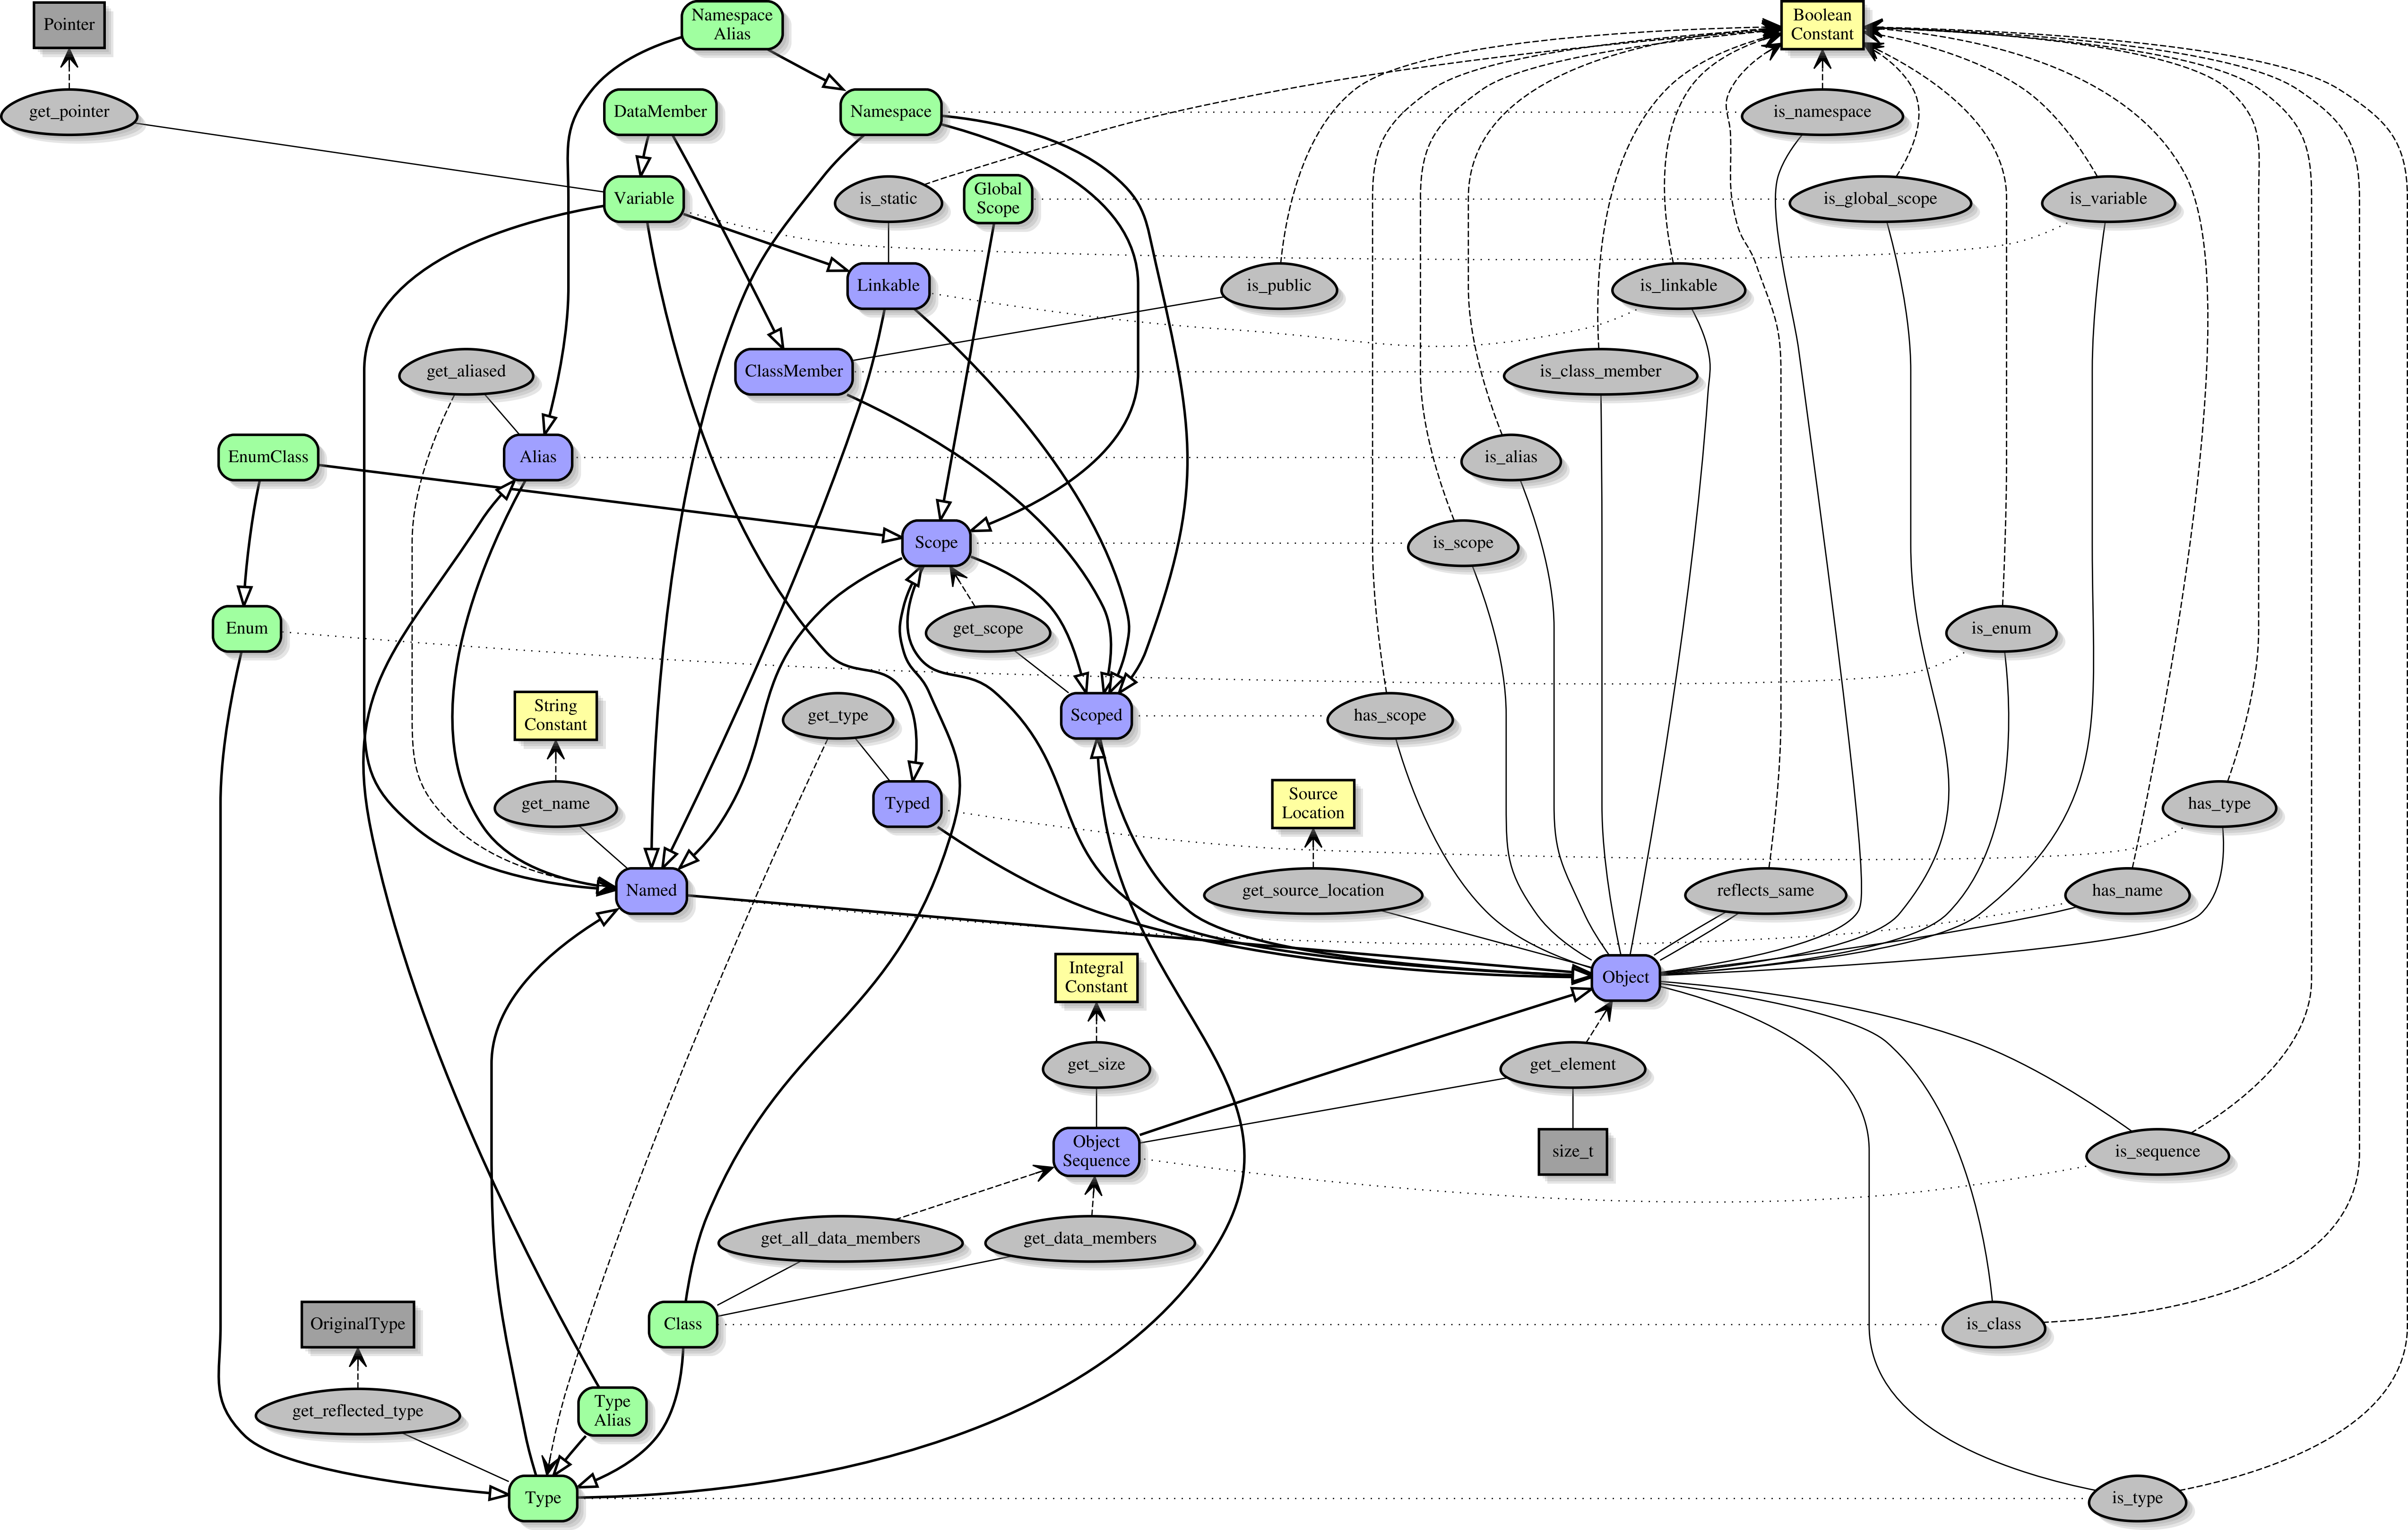 Pointer
Namespace
Alias
Boolean
Constant
get_pointer
DataMember
Namespace
is_namespace
Variable
is_static
Global
Scope
is_global_scope
is_variable
Linkable
is_public
is_linkable
get_aliased
ClassMember
is_class_member
EnumClass
Alias
is_alias
Scope
is_scope
Enum
get_scope
is_enum
String
Constant
get_type
Scoped
has_scope
get_name
Typed
Source
Location
has_type
Named
get_source_location
reflects_same
has_name
Integral
Constant
Object
get_size
get_element
Object
Sequence
size_t
is_sequence
get_all_data_members
get_data_members
OriginalType
Class
is_class
get_reflected_type
Type
Alias
Type
is_type